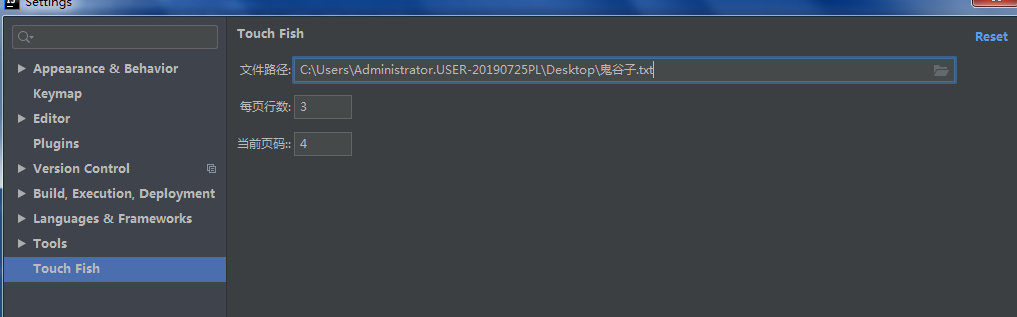 Settings
Touch Fish
Reset
Appearance & Behavior
Keymap
Editor
Plugins
Version Control
Build, Execution, Deployment
Languages & Frameworks
Tools
Touch Fish
文件路径: C:\Users\Administrator.USER-20190725PL\Desktop\鬼谷子.txt
每页行数: 3
当前页码:: 4